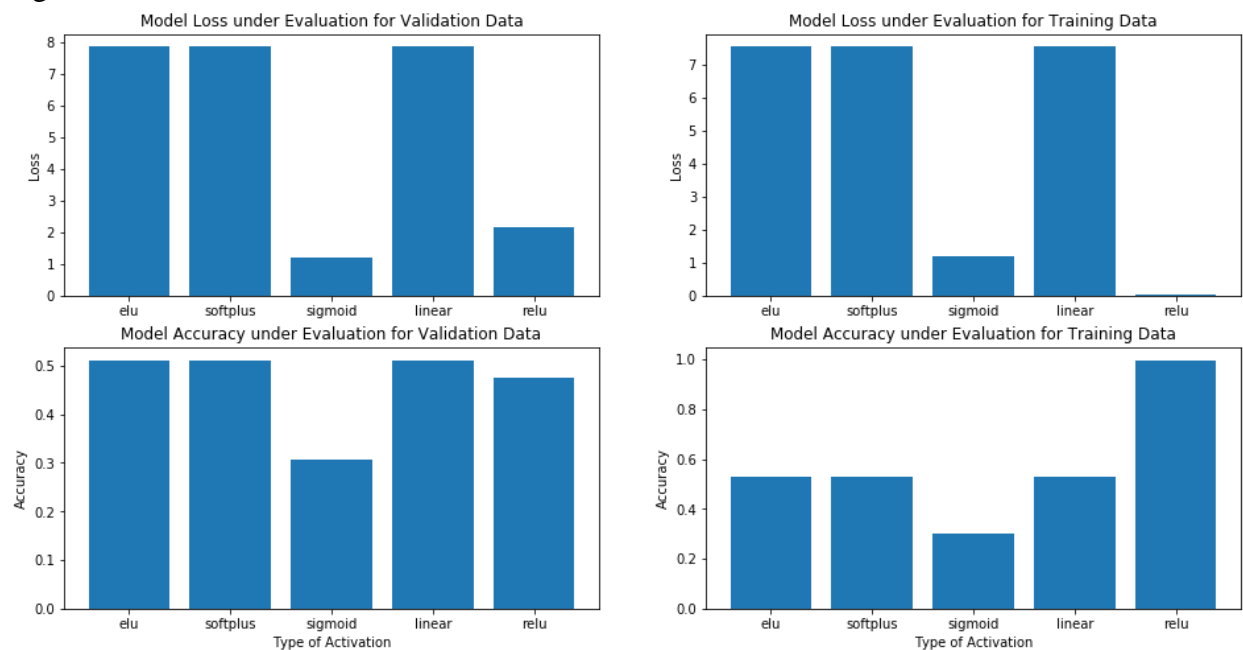 Model Loss under Evaluation for Validation Data
8
7
6
5
4
3
2
1
0
Loss
elu softplus sigmoid linear relu
Model Loss under Evaluation for Training Data
7
6
5
4
3
2
1
0
Loss
elu softplus sigmoid linear relu
Model Accuracy under Evaluation for Validation Data
0.5
0.4
0.3
0.2
0.1
0.0
Accuracy
elu softplus sigmoid linear relu
Type of Activation
Model Accuracy under Evaluation for Training Data
1.0
0.8
0.6
0.4
0.2
0.0
Accuracy
elu softplus sigmoid linear relu
Type of Activation